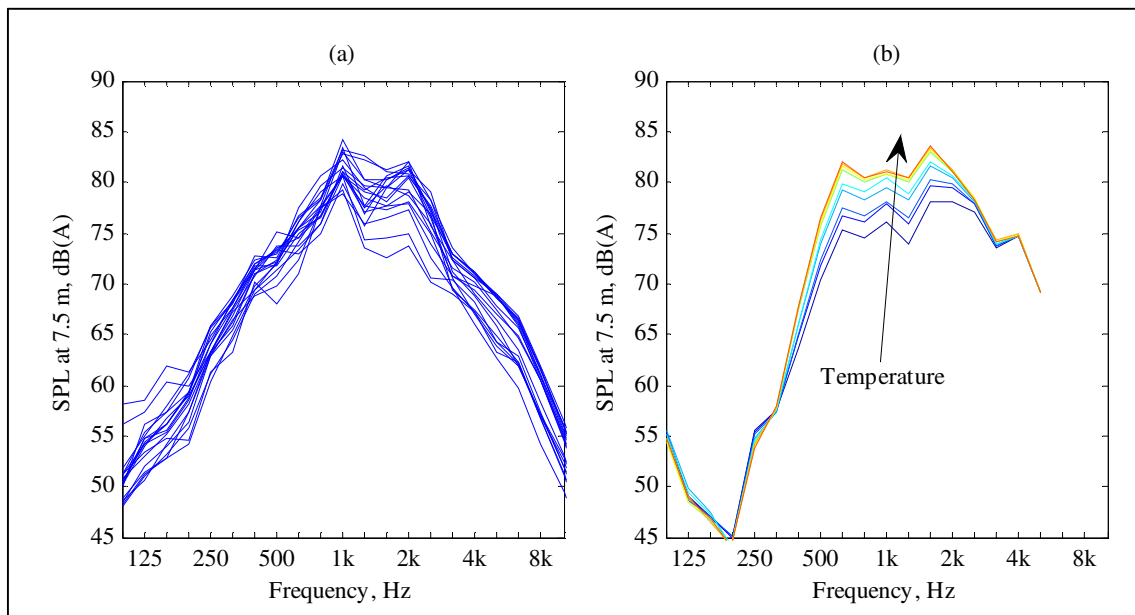 (a)
90
85
80
75
70
65
60
55
50
45
SPL at 7.5 m, dB(A)
125 250 500 1k 2k 4k 8k
Frequency, Hz
(b)
90
85
80
75
70
65
60
55
50
45
SPL at 7.5 m, dB(A)
Temperature
125 250 500 1k 2k 4k 8k
Frequency, Hz